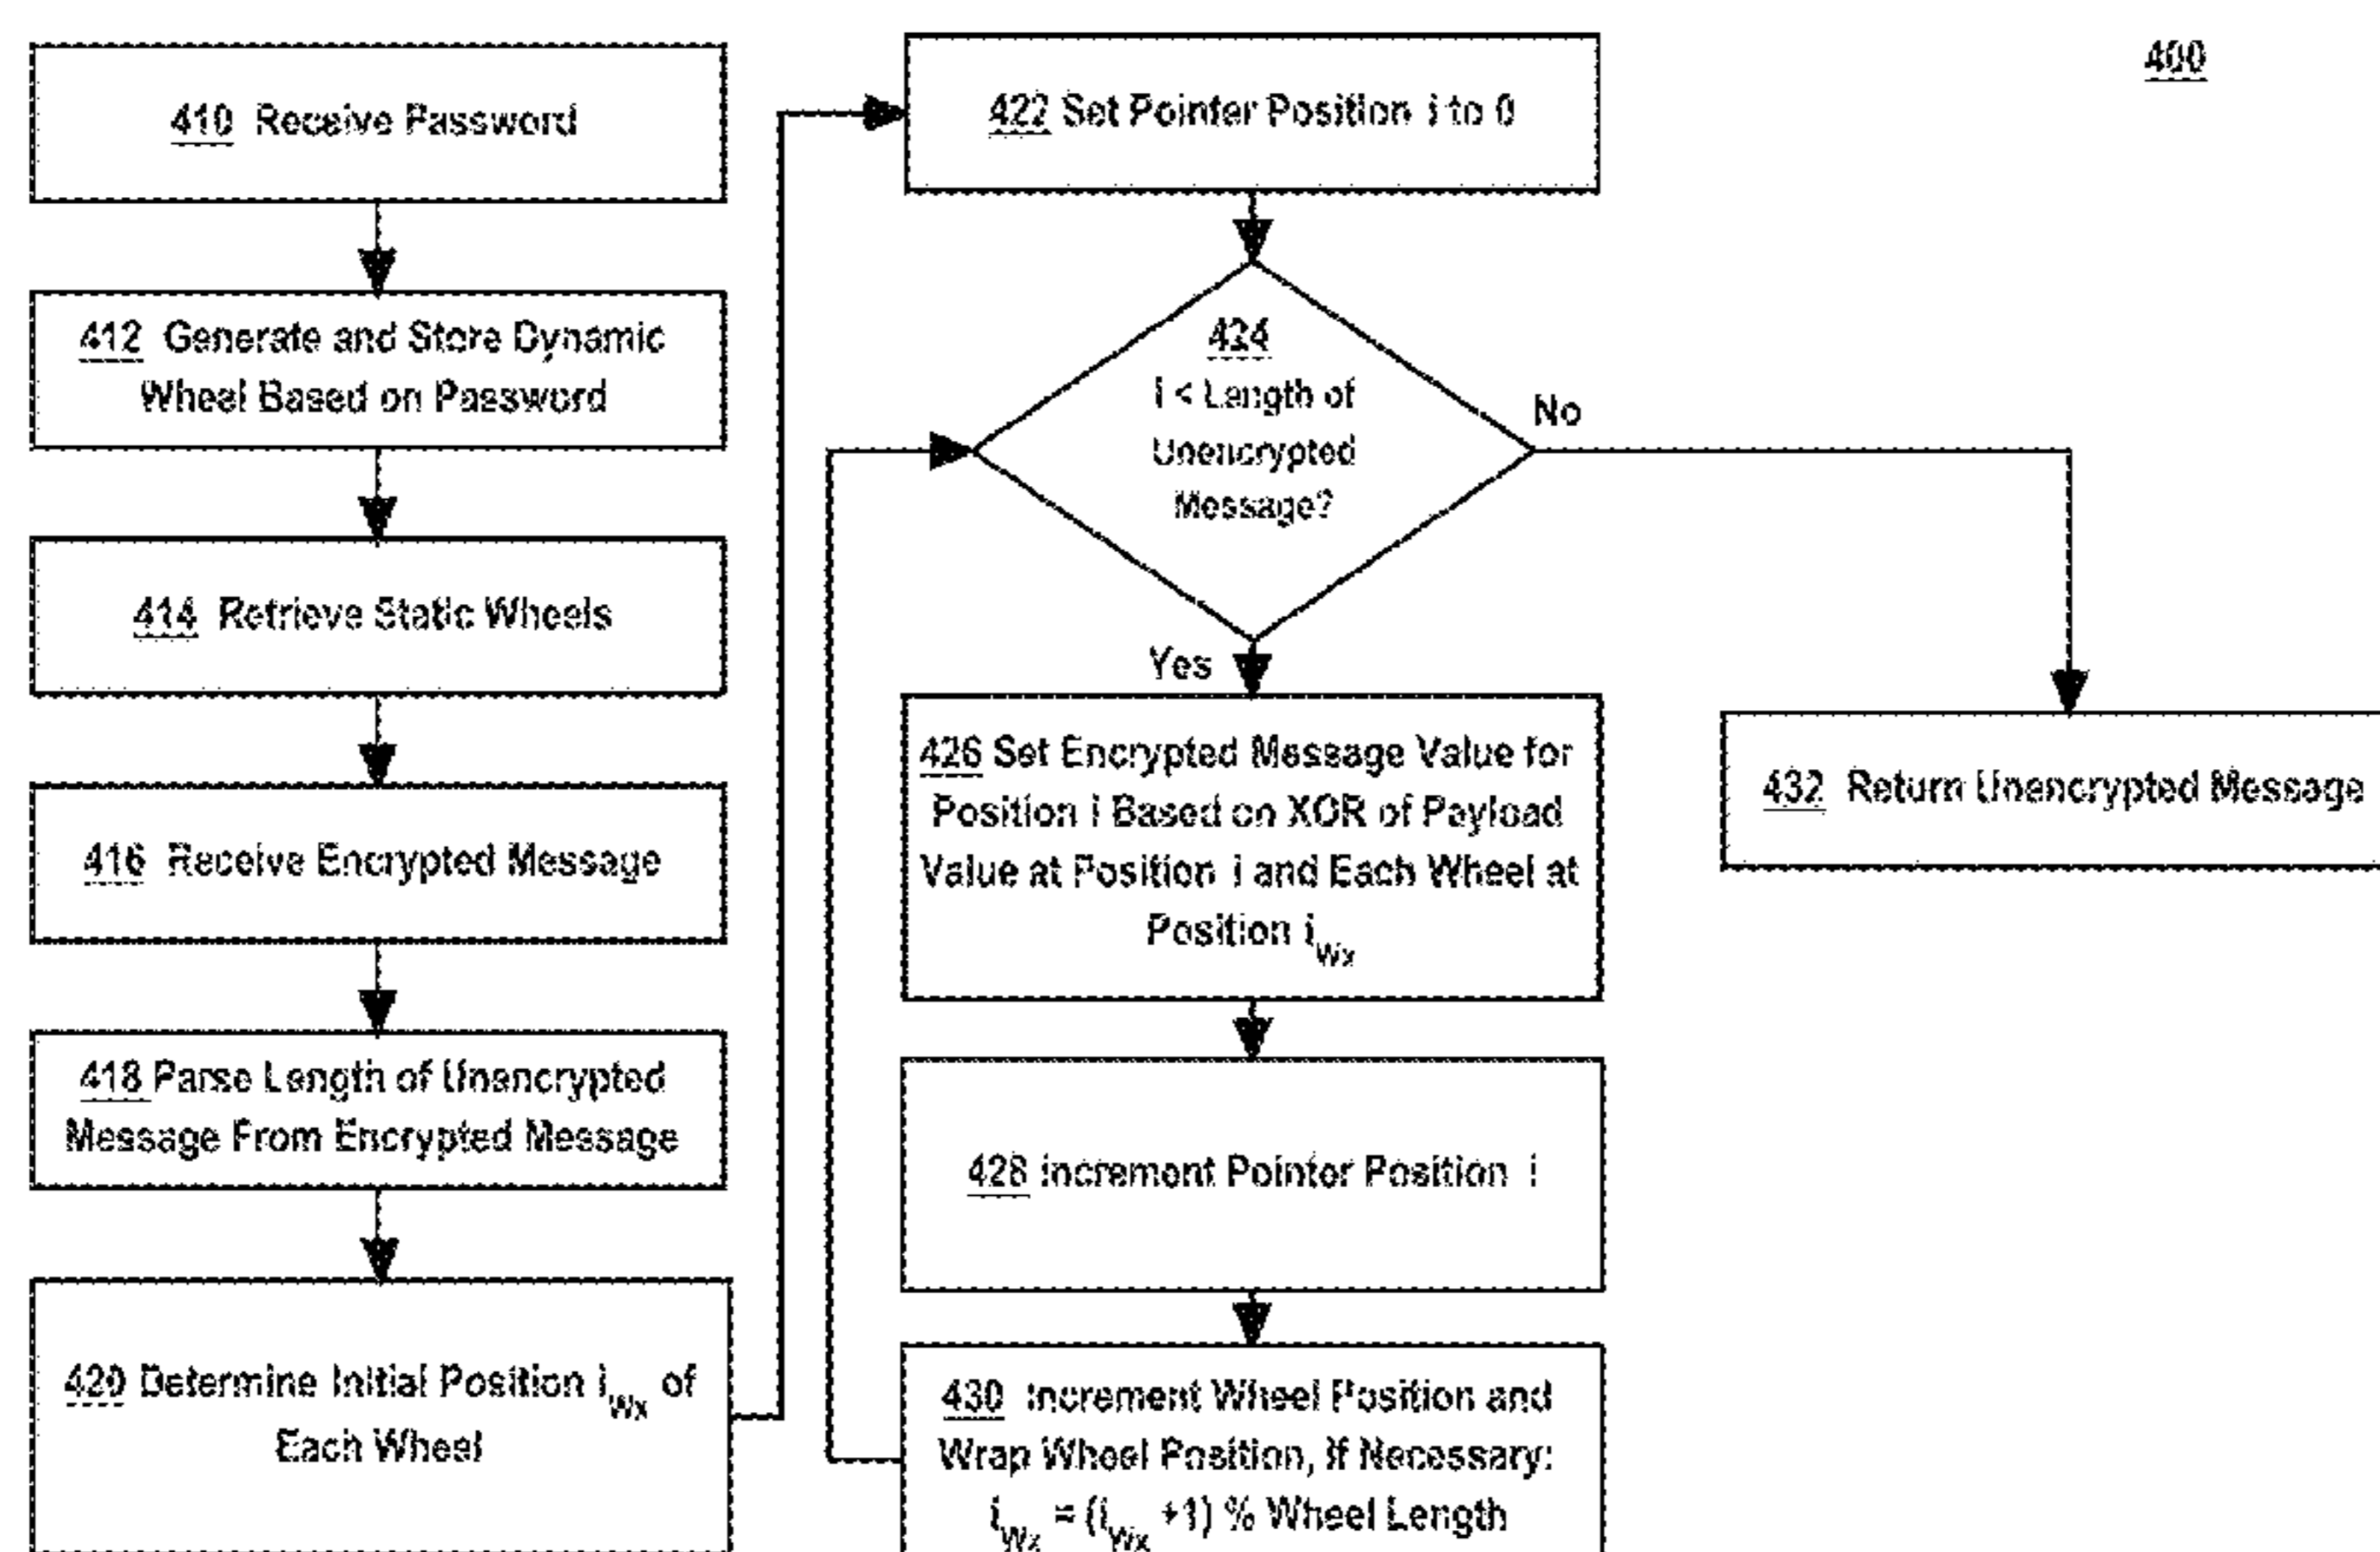 400
410 Receive Password
412 Generate and Store Dynamic
Wheel Based on Password
414 Retrieve Static Wheels
416 Receive Encrypted Message
418 Parse Length of Unencrypted
Message From Encrypted Message
420 Determine Initial Position iWx of
Each Wheel
422 Set Pointer Position i to 0
424
i < Length of
Unencrypted
Message?
No
Yes
426 Set Encrypted Message Value for
Position i Based on XOR of Payload
Value at Position i and Each Wheel at
Position iWx
428 Increment Pointer Position i
430 Increment Wheel Position and
Wrap Wheel Position, If Necessary:
iWx = (iWx +1) % Wheel Length
432 Return Unencrypted Message